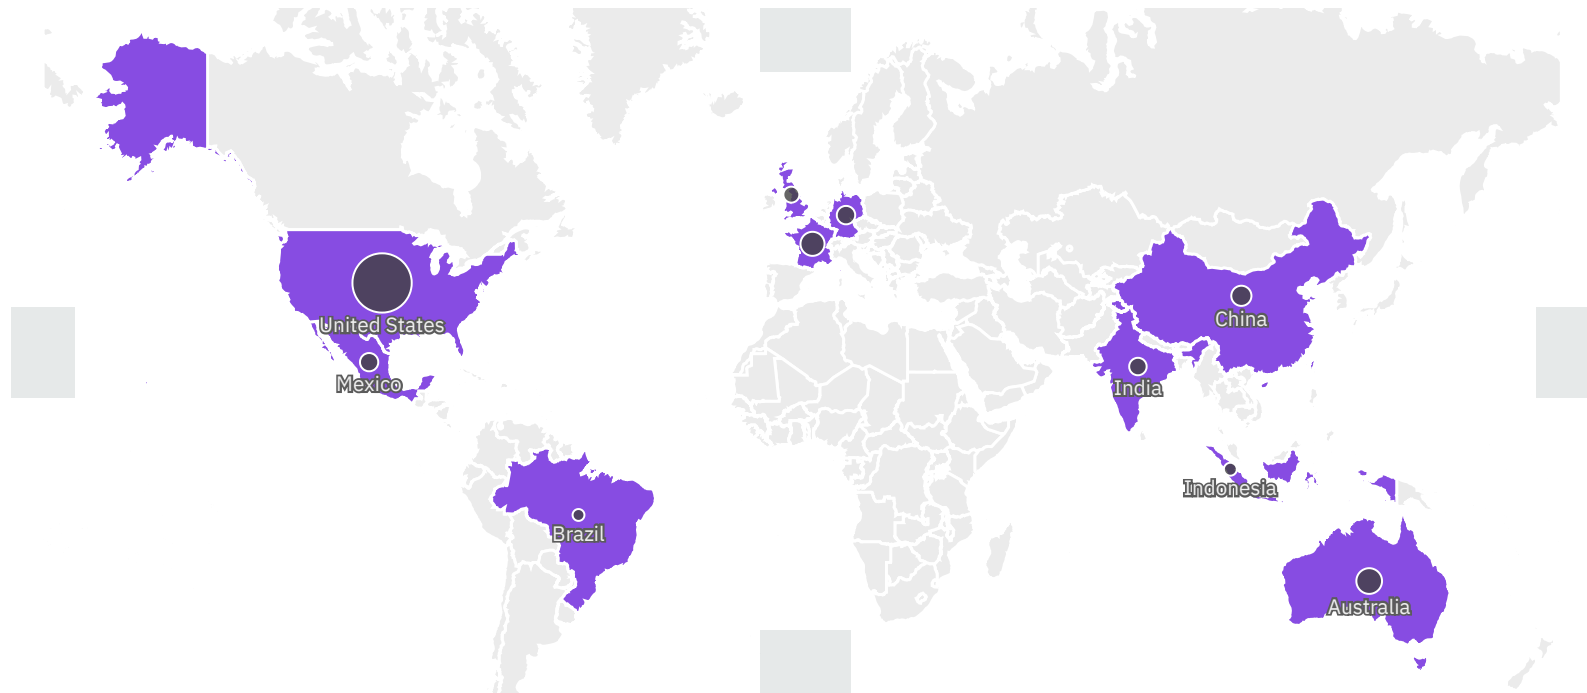 United States
China
Mexico
India
Indonesia
Brazil
Australia